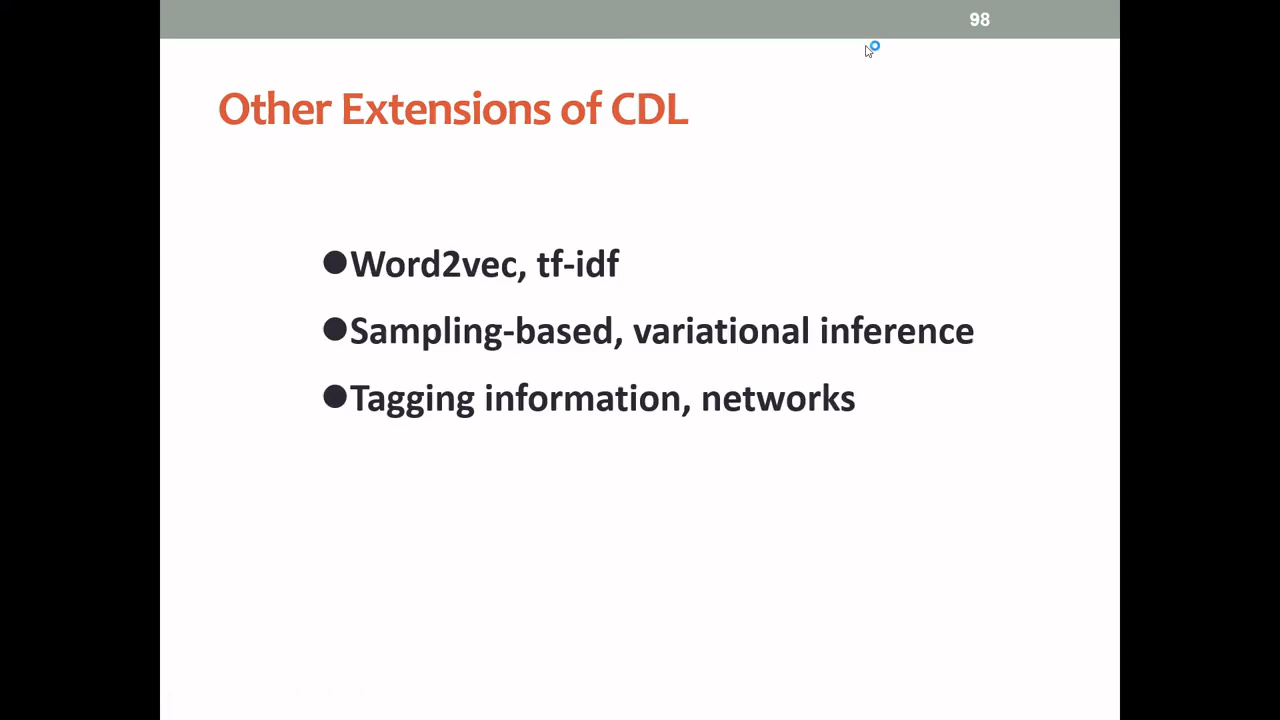 98
Other Extensions of CDL
●Word2vec, tf-idf
●Sampling-based, variational inference
●Tagging information, networks